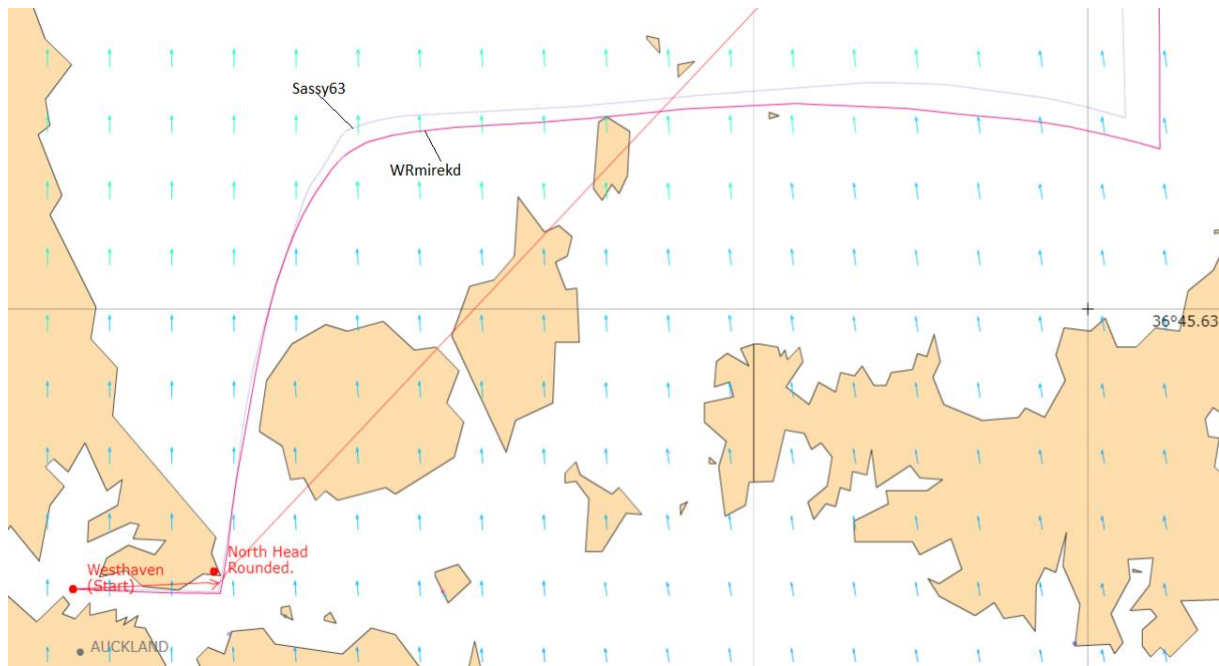 Sassy63
WRmirekd
36°45.63
North Head
Rounded.
Westhaven
(Start)
AUCKLAND